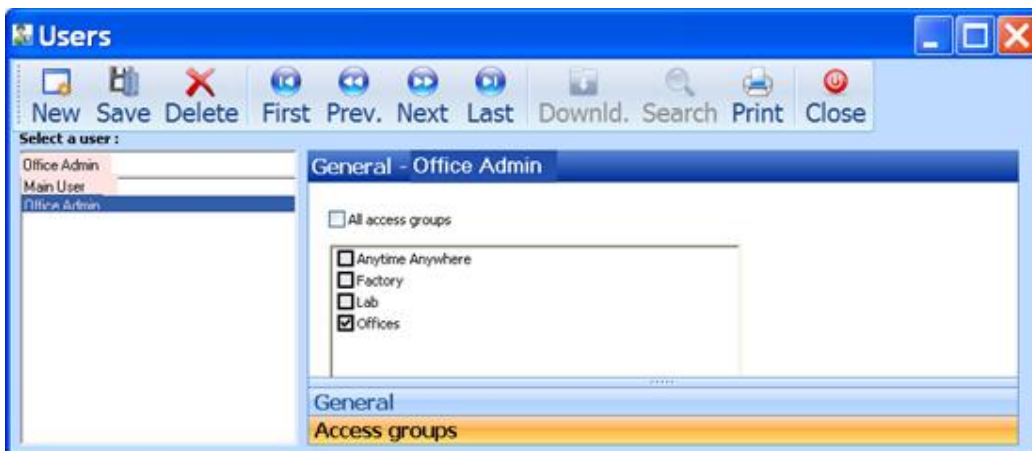 Users
New Save Delete First Prev. Next Last Downld. Search Print Close
Select a user :
Office Admin
Main User
Office Admin
General - Office Admin
All access groups
Anytime Anywhere
Factory
Lab
Offices
General
Access groups